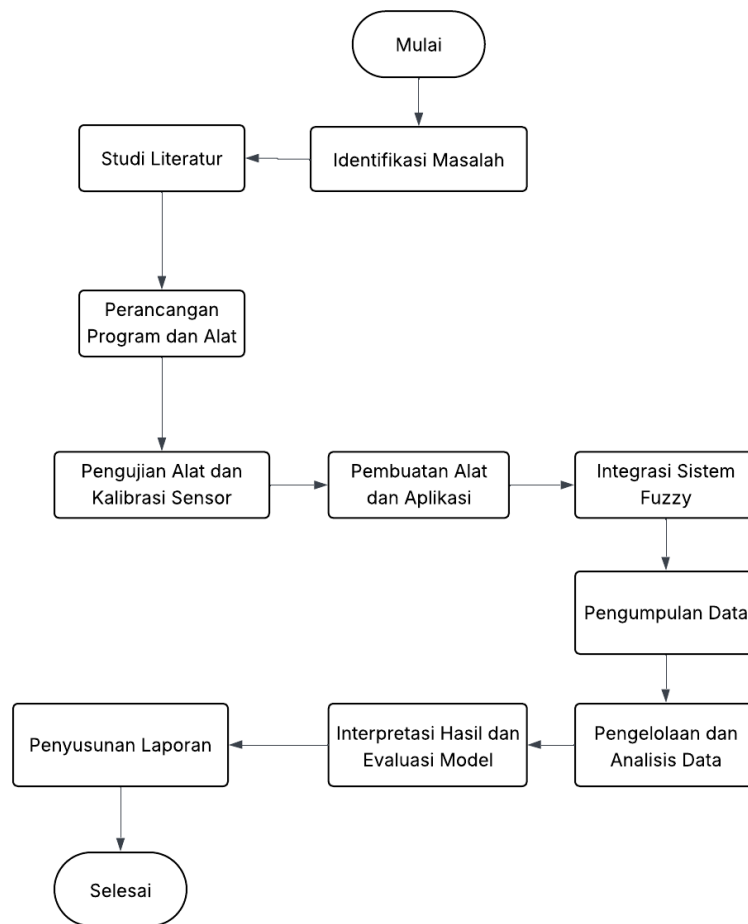 Mulai
Identifikasi Masalah
Studi Literatur
Perancangan
Program dan Alat
Pengujian Alat dan
Kalibrasi Sensor
Pembuatan Alat
dan Aplikasi
Integrasi Sistem
Fuzzy
Pengumpulan Data
Pengelolaan dan
Analisis Data
Interpretasi Hasil dan
Evaluasi Model
Penyusunan Laporan
Selesai